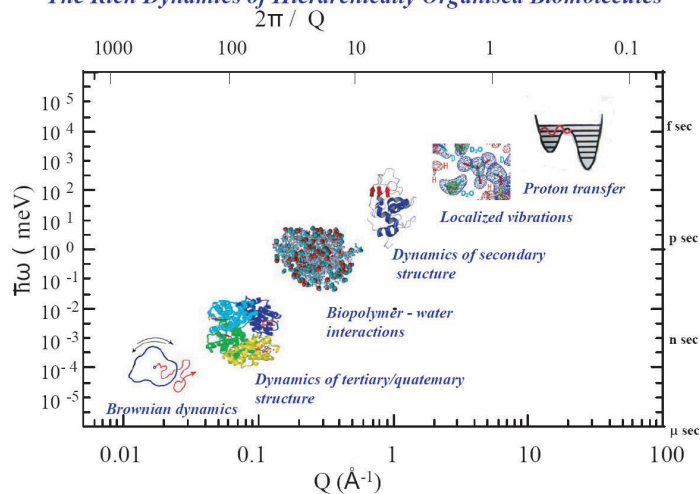 The Rich Dynamics of Hierarchically Organised Biomolecules
2π / Q
1000 100 10 1 0.1
10⁵
10⁴
10³
10²
10¹
10⁰
10⁻¹
10⁻²
10⁻³
10⁻⁴
10⁻⁵
ħω ( meV)
f sec
p sec
n sec
μ sec
Proton transfer
Localized vibrations
Dynamics of secondary
structure
Biopolymer - water
interactions
Dynamics of tertiary/quaternary
structure
Brownian dynamics
D₂O
D
D
H
H
H
D₂O
0.01 0.1 1 10 100
Q (Å⁻¹)